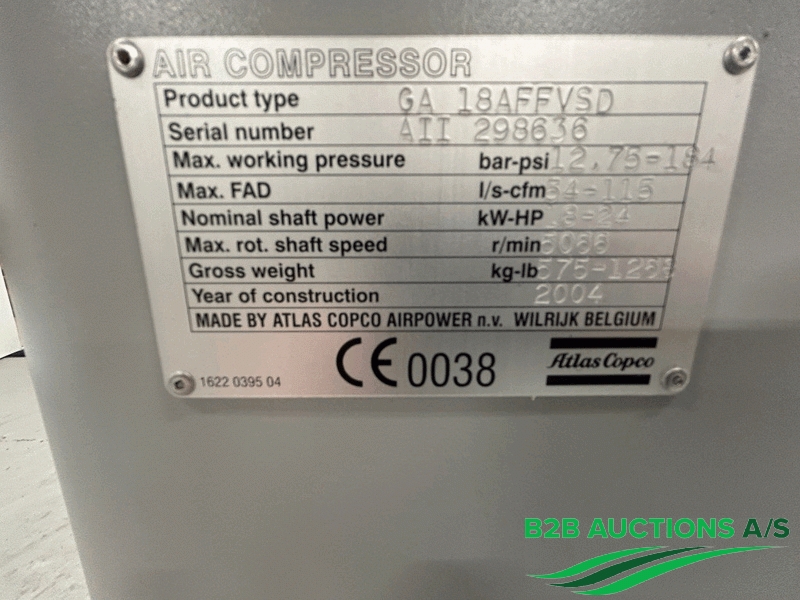 AIR COMPRESSOR
Product type GA 18AFFVSD
Serial number AII 298636
Max. working pressure bar-psi 12,75-184
Max. FAD l/s-cfm 54-115
Nominal shaft power kW-HP 18-24
Max. rot. shaft speed r/min
Gross weight kg-lb 575-1268
Year of construction 2004
MADE BY ATLAS COPCO AIRPOWER n.v. WILRIJK BELGIUM
1622 0395 04
CE 0038
Atlas Copco
B2B AUCTIONS A/S